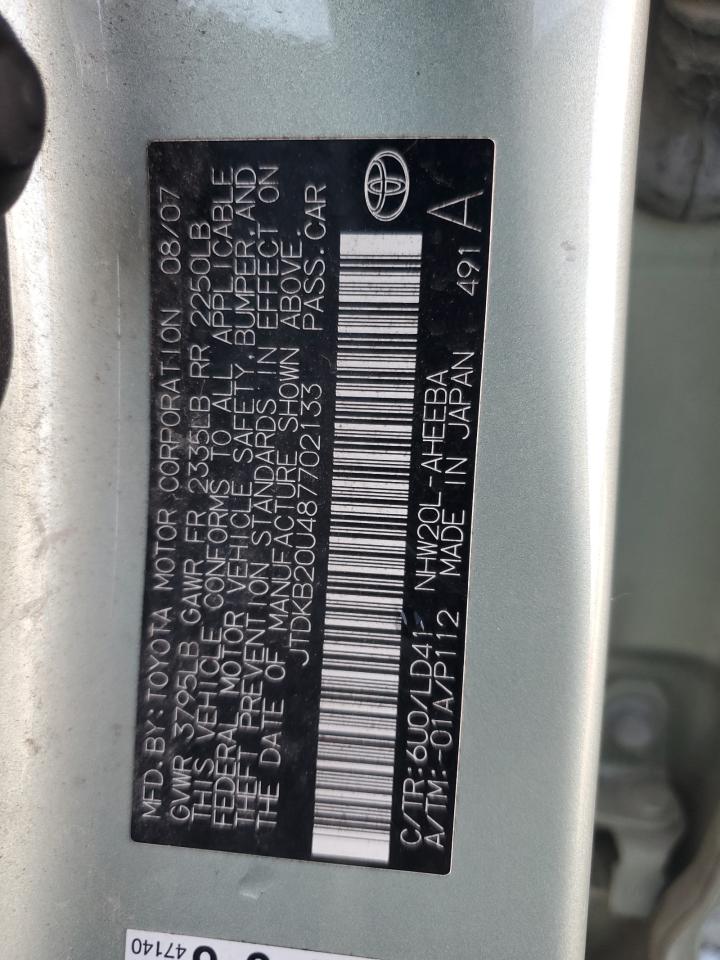 MFD.BY:TOYOTA MOTOR CORPORATION 08/07
GVWR 3795LB GAWR FR 2335LB RR 2250LB
THIS VEHICLE CONFORMS TO ALL APPLICABLE
FEDERAL MOTOR VEHICLE SAFETY, BUMPER, AND
THEFT PREVENTION STANDARDS IN EFFECT ON
THE DATE OF MANUFACTURE SHOWN ABOVE.
JTDKB20U487702133 PASS.CAR
C/TR:6U0/LD41 NHW20L-AHEEBA
A/TM:-01A/P112 MADE IN JAPAN 491 A
47140